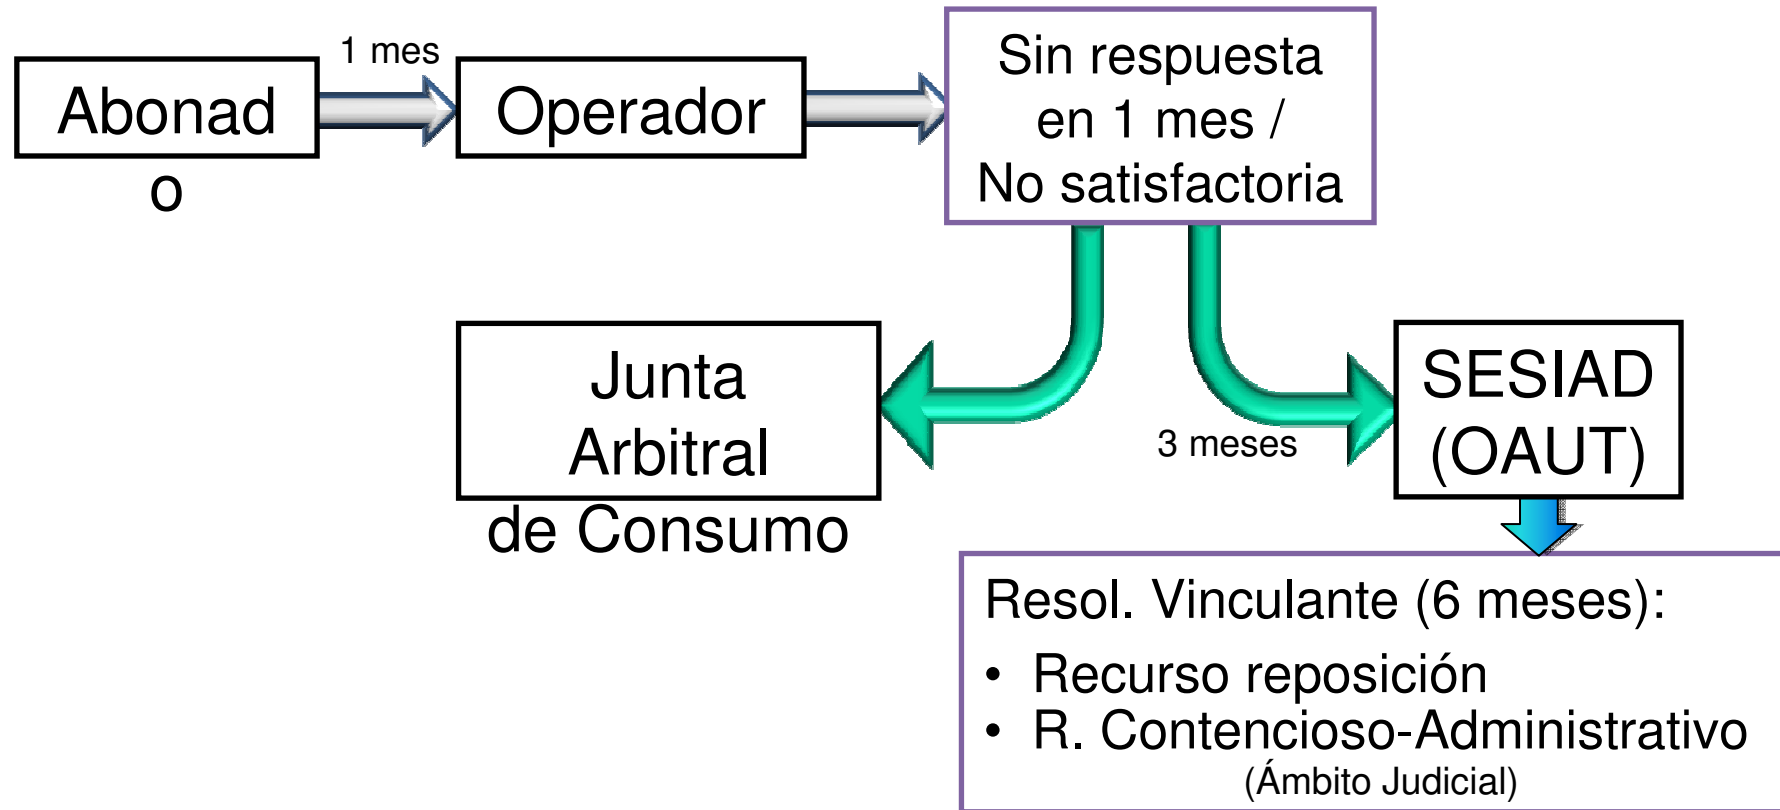 1 mes
Abonad
o
Operador
Sin respuesta
en 1 mes /
No satisfactoria
Junta
Arbitral
de Consumo
3 meses
SESIAD
(OAUT)
Resol. Vinculante (6 meses):
• Recurso reposición
• R. Contencioso-Administrativo
(Ámbito Judicial)